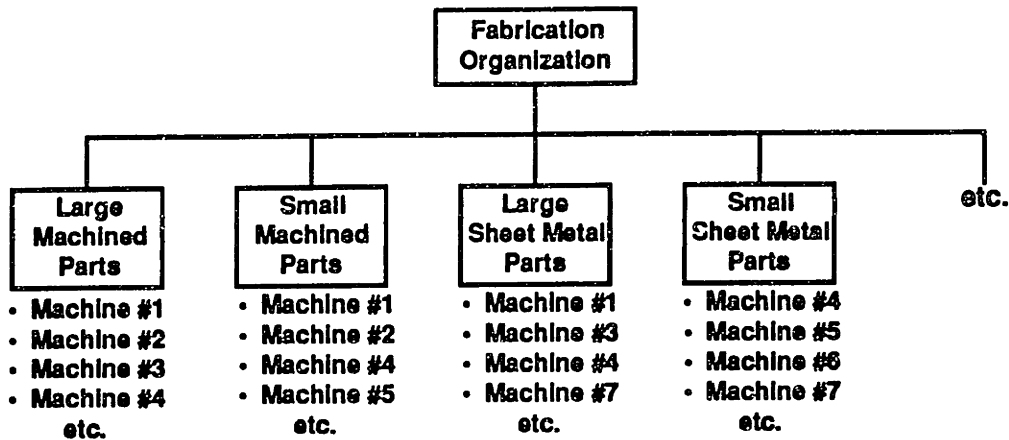 Fabrication
Organization
Large
Machined
Parts
• Machine #1
• Machine #2
• Machine #3
• Machine #4
etc.
Small
Machined
Parts
• Machine #1
• Machine #2
• Machine #4
• Machine #5
etc.
Large
Sheet Metal
Parts
• Machine #1
• Machine #3
• Machine #4
• Machine #7
etc.
Small
Sheet Metal
Parts
• Machine #4
• Machine #5
• Machine #6
• Machine #7
etc.
etc.